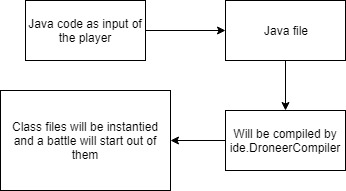 Java code as input of
the player
Java file
Will be compiled by
ide.DroneerCompiler
Class files will be instantied
and a battle will start out of
them